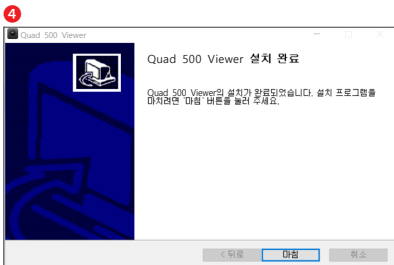 4
Quad 500 Viewer
Quad 500 Viewer 설치 완료
Quad 500 Viewer의 설치가 완료되었습니다. 설치 프로그램을
마치려면 '마침' 버튼을 눌러 주세요.
< 뒤로 마침 취소